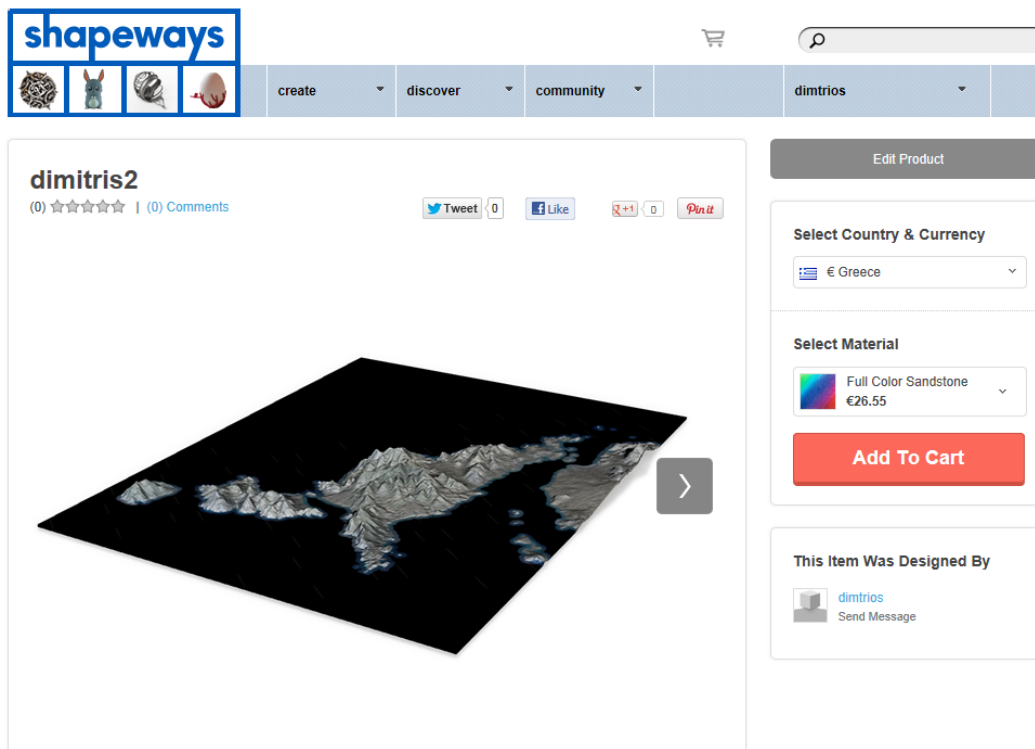 shapeways
create
discover
community
dimtrios
dimitris2
(0) | (0) Comments
Tweet 0
Like
+1 0
Pin it
Edit Product
Select Country & Currency
€ Greece
Select Material
Full Color Sandstone
€26.55
Add To Cart
This Item Was Designed By
dimtrios
Send Message